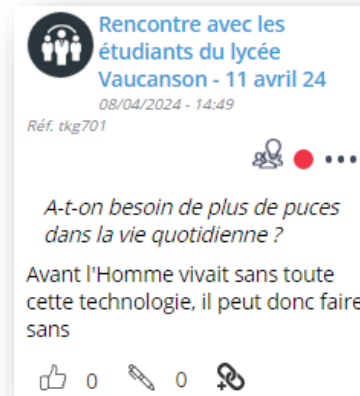 Rencontre avec les
étudiants du lycée
Vaucanson - 11 avril 24
08/04/2024 - 14:49
Réf. tkg701
A-t-on besoin de plus de puces
dans la vie quotidienne ?
Avant l'Homme vivait sans toute
cette technologie, il peut donc faire
sans
0 0